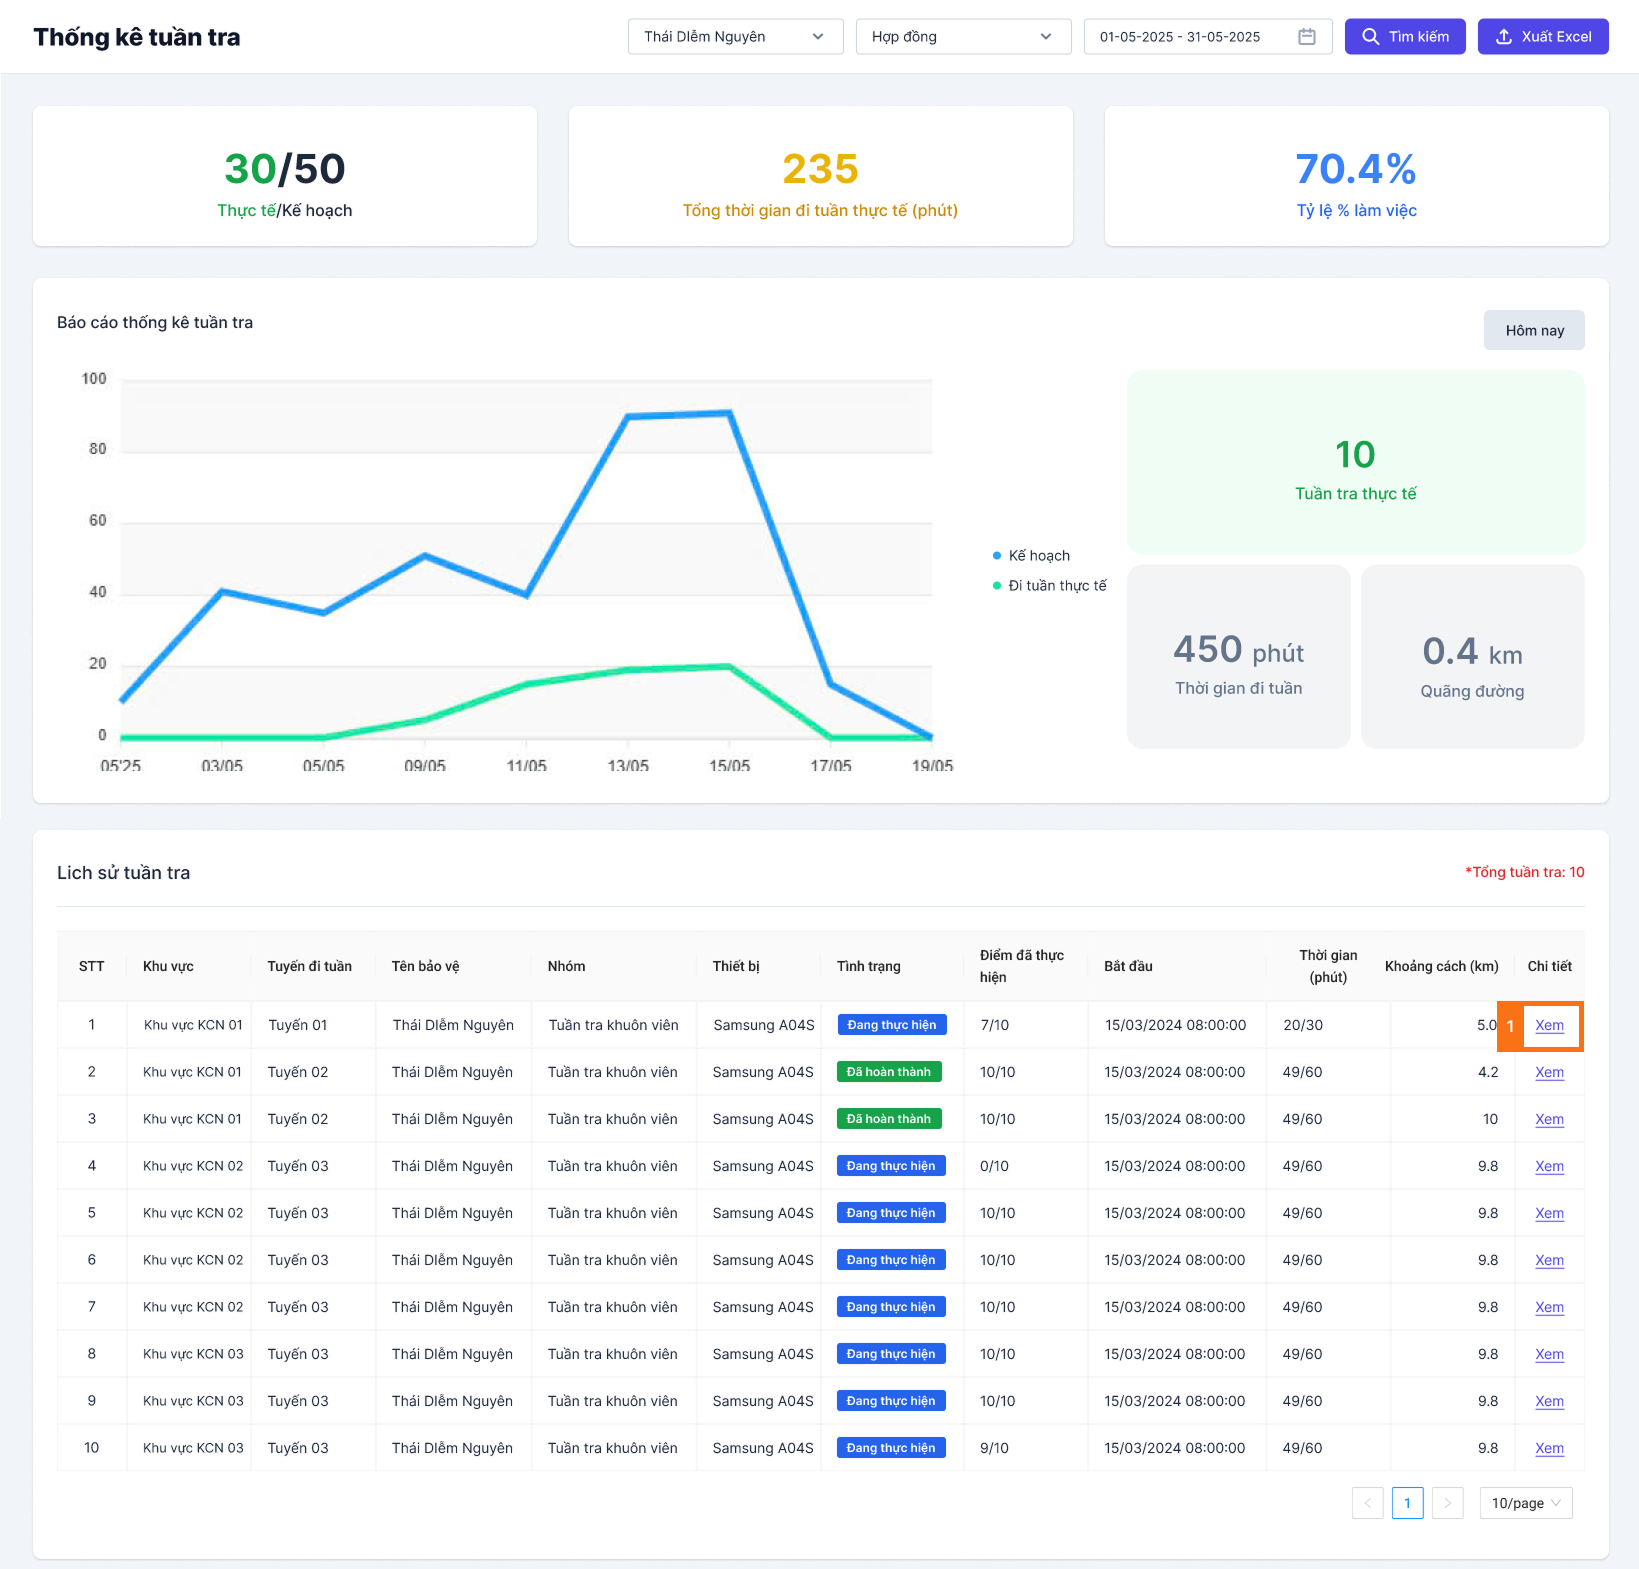 Thống kê tuần tra
Thái DIễm Nguyên
Hợp đồng
01-05-2025 - 31-05-2025
Tìm kiếm
Xuất Excel
30/50
Thực tế/Kế hoạch
235
Tổng thời gian đi tuần thực tế (phút)
70.4%
Tỷ lệ % làm việc
Báo cáo thống kê tuần tra
Hôm nay
100
80
60
40
20
0
05'25 03/05 05/05 09/05 11/05 13/05 15/05 17/05 19/05
Kế hoạch
Đi tuần thực tế
10
Tuần tra thực tế
450 phút
Thời gian đi tuần
0.4 km
Quãng đường
Lich sử tuần tra
*Tổng tuần tra: 10
STT Khu vực Tuyến đi tuần Tên bảo vệ Nhóm Thiết bị Tình trạng Điểm đã thực hiện Bắt đầu Thời gian (phút) Khoảng cách (km) Chi tiết
1 Khu vực KCN 01 Tuyến 01 Thái DIễm Nguyên Tuần tra khuôn viên Samsung A04S Đang thực hiện 7/10 15/03/2024 08:00:00 20/30 5.0 1 Xem
2 Khu vực KCN 01 Tuyến 02 Thái DIễm Nguyên Tuần tra khuôn viên Samsung A04S Đã hoàn thành 10/10 15/03/2024 08:00:00 49/60 4.2 Xem
3 Khu vực KCN 01 Tuyến 02 Thái DIễm Nguyên Tuần tra khuôn viên Samsung A04S Đã hoàn thành 10/10 15/03/2024 08:00:00 49/60 10 Xem
4 Khu vực KCN 02 Tuyến 03 Thái DIễm Nguyên Tuần tra khuôn viên Samsung A04S Đang thực hiện 0/10 15/03/2024 08:00:00 49/60 9.8 Xem
5 Khu vực KCN 02 Tuyến 03 Thái DIễm Nguyên Tuần tra khuôn viên Samsung A04S Đang thực hiện 10/10 15/03/2024 08:00:00 49/60 9.8 Xem
6 Khu vực KCN 02 Tuyến 03 Thái DIễm Nguyên Tuần tra khuôn viên Samsung A04S Đang thực hiện 10/10 15/03/2024 08:00:00 49/60 9.8 Xem
7 Khu vực KCN 02 Tuyến 03 Thái DIễm Nguyên Tuần tra khuôn viên Samsung A04S Đang thực hiện 10/10 15/03/2024 08:00:00 49/60 9.8 Xem
8 Khu vực KCN 03 Tuyến 03 Thái DIễm Nguyên Tuần tra khuôn viên Samsung A04S Đang thực hiện 10/10 15/03/2024 08:00:00 49/60 9.8 Xem
9 Khu vực KCN 03 Tuyến 03 Thái DIễm Nguyên Tuần tra khuôn viên Samsung A04S Đang thực hiện 10/10 15/03/2024 08:00:00 49/60 9.8 Xem
10 Khu vực KCN 03 Tuyến 03 Thái DIễm Nguyên Tuần tra khuôn viên Samsung A04S Đang thực hiện 9/10 15/03/2024 08:00:00 49/60 9.8 Xem
1
10/page